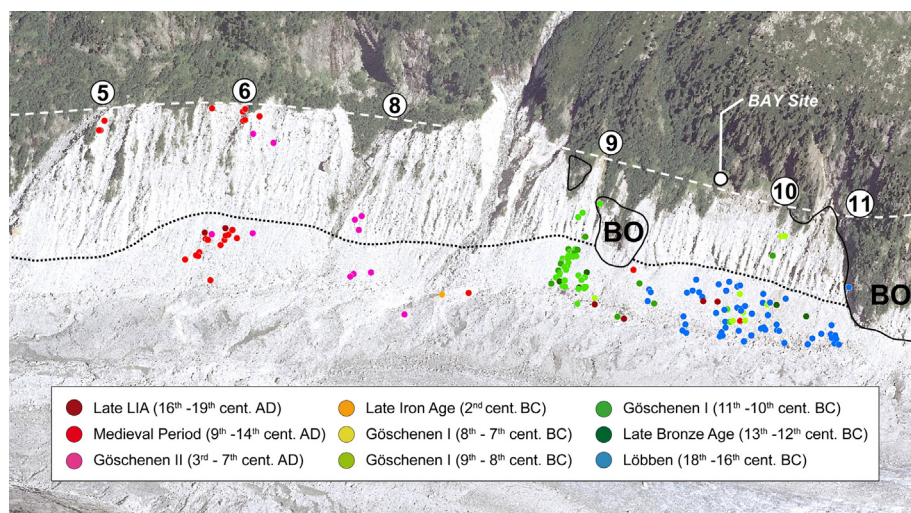 5
6
8
BAY Site
9
10
11
BO
BO
Late LIA (16th -19th cent. AD)
Medieval Period (9th -14th cent. AD)
Göschenen II (3rd - 7th cent. AD)
Late Iron Age (2nd cent. BC)
Göschenen I (8th - 7th cent. BC)
Göschenen I (9th - 8th cent. BC)
Göschenen I (11th -10th cent. BC)
Late Bronze Age (13th -12th cent. BC)
Löbben (18th -16th cent. BC)